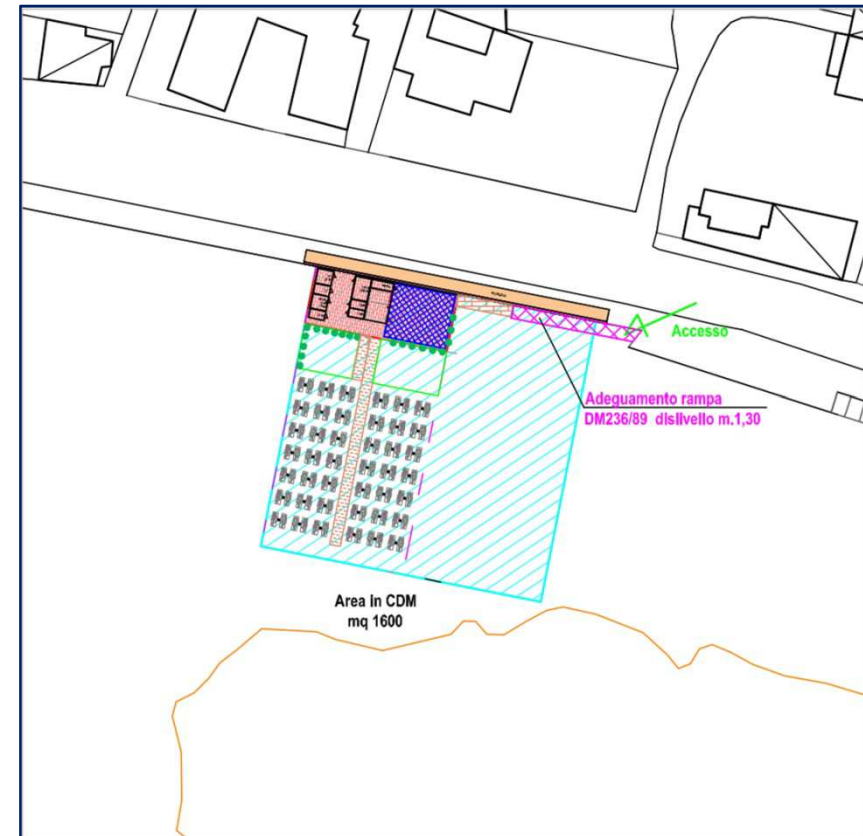 Accesso
Adeguamento rampa
DM236/89 dislivello m.1,30
Area in CDM
mq 1600